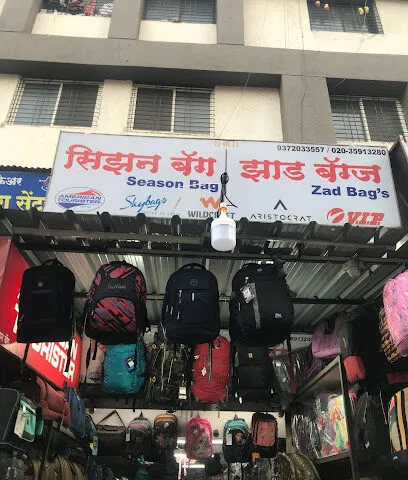 9372033557 / 020-35913280
सिझन बॅग झाड बॅग्ज
Season Bag Zad Bag's
AMERICAN TOURISTER Skybags WILDCRAFT ARISTOCRAT VIP